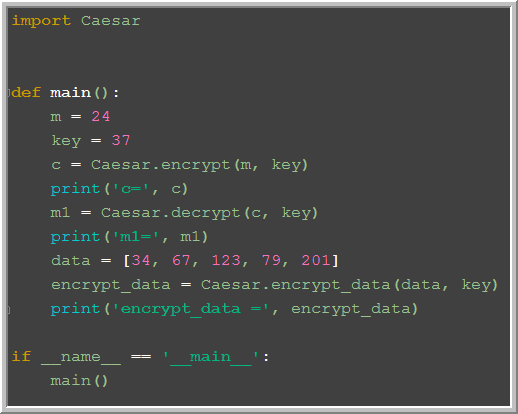 import Caesar
def main():
    m = 24
    key = 37
    c = Caesar.encrypt(m, key)
    print('c=', c)
    m1 = Caesar.decrypt(c, key)
    print('m1=', m1)
    data = [34, 67, 123, 79, 201]
    encrypt_data = Caesar.encrypt_data(data, key)
    print('encrypt_data =', encrypt_data)
if __name__ == '__main__':
    main()